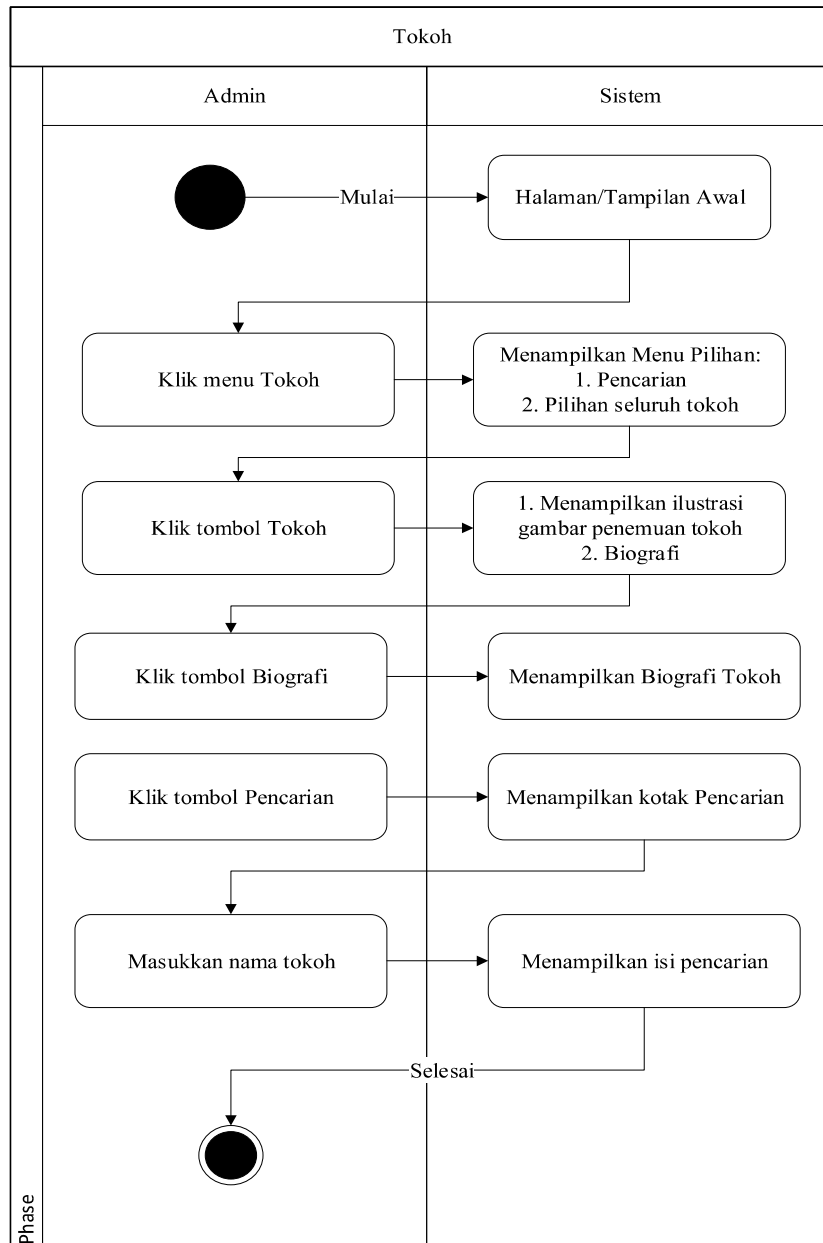 Tokoh
Admin
Sistem
Mulai
Halaman/Tampilan Awal
Klik menu Tokoh
Menampilkan Menu Pilihan:
1. Pencarian
2. Pilihan seluruh tokoh
Klik tombol Tokoh
1. Menampilkan ilustrasi
gambar penemuan tokoh
2. Biografi
Klik tombol Biografi
Menampilkan Biografi Tokoh
Klik tombol Pencarian
Menampilkan kotak Pencarian
Masukkan nama tokoh
Menampilkan isi pencarian
Selesai
Phase